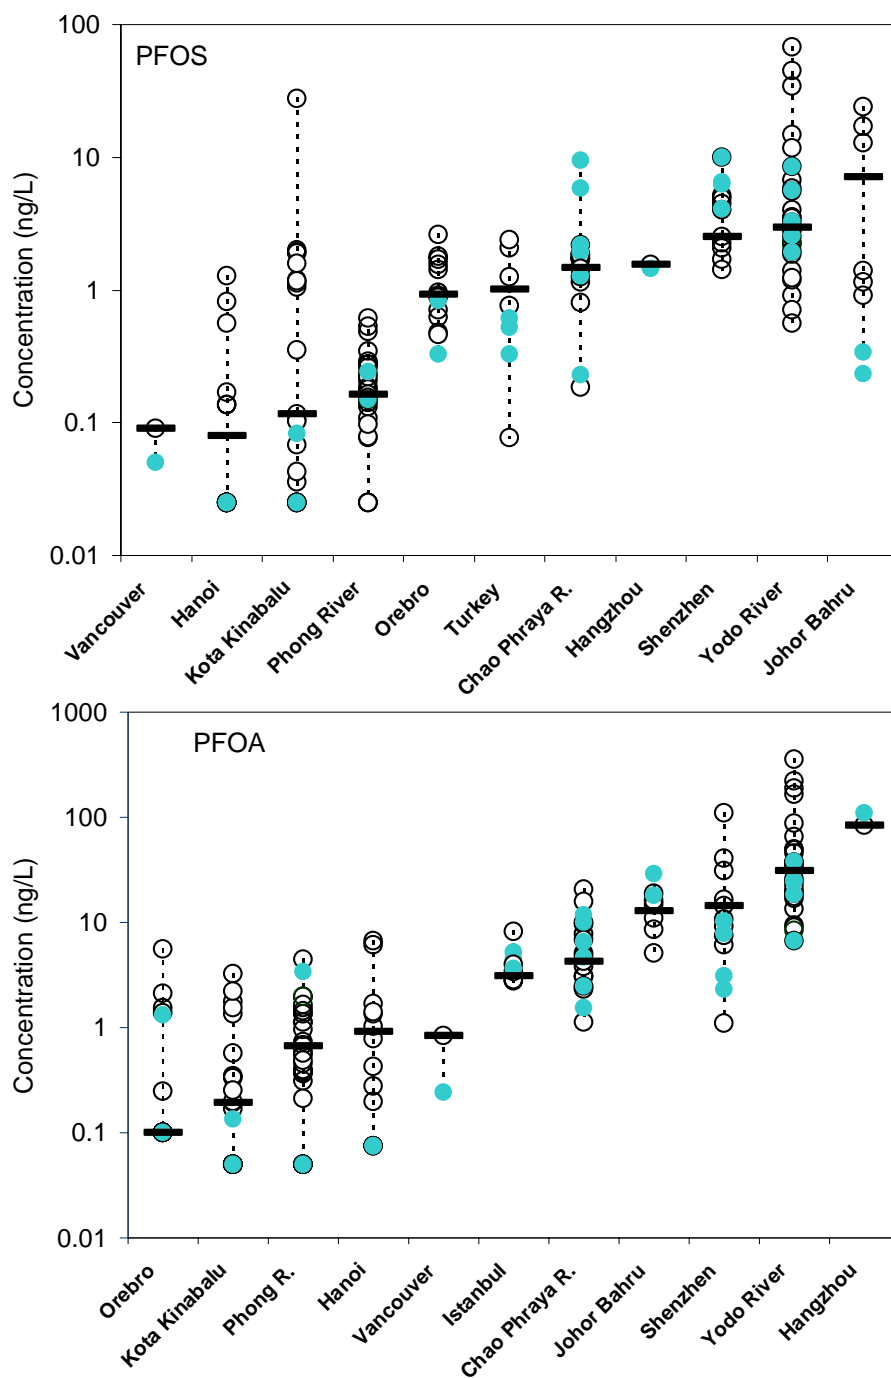 PFOS
Concentration (ng/L)
100
10
1
0.1
0.01
Vancouver
Hanoi
Kota Kinabalu
Phong River
Orebro
Turkey
Chao Phraya R.
Hangzhou
Shenzhen
Yodo River
Johor Bahru
PFOA
Concentration (ng/L)
1000
100
10
1
0.1
0.01
Orebro
Kota Kinabalu
Phong R.
Hanoi
Vancouver
Istanbul
Chao Phraya R.
Johor Bahru
Shenzhen
Yodo River
Hangzhou